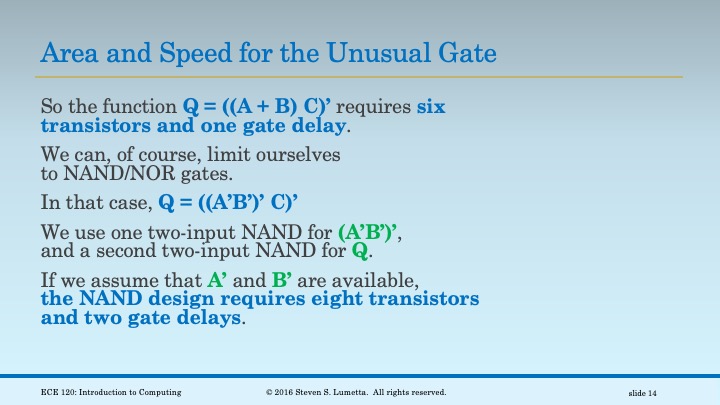 Area and Speed for the Unusual Gate
So the function Q = ((A + B) C)’ requires six
transistors and one gate delay.
We can, of course, limit ourselves
to NAND/NOR gates.
In that case, Q = ((A’B’)’ C)’
We use one two-input NAND for (A’B’)’,
and a second two-input NAND for Q.
If we assume that A’ and B’ are available,
the NAND design requires eight transistors
and two gate delays.
ECE 120: Introduction to Computing © 2016 Steven S. Lumetta. All rights reserved. slide 14